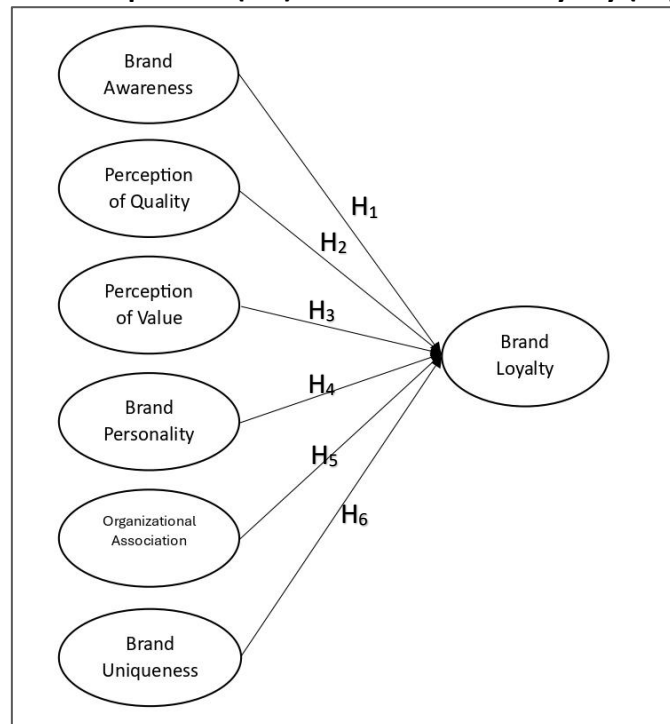 Brand
Awareness
Perception
of Quality
Perception
of Value
Brand
Personality
Organizational
Association
Brand
Uniqueness
H₁
H₂
H₃
H₄
H₅
H₆
Brand
Loyalty